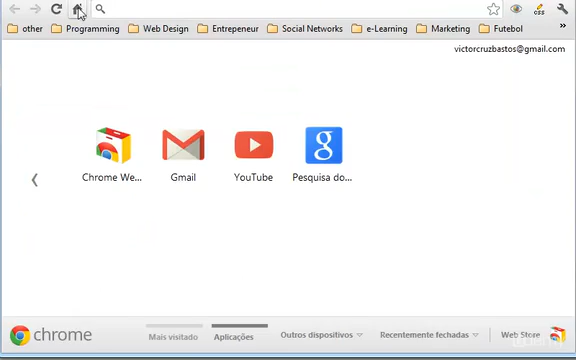 other Programming Web Design Entrepeneur Social Networks e-Learning Marketing Futebol »
victorcruzbastos@gmail.com
Chrome We... Gmail YouTube Pesquisa do...
chrome Mais visitado Aplicações Outros dispositivos Recentemente fechadas Web Store